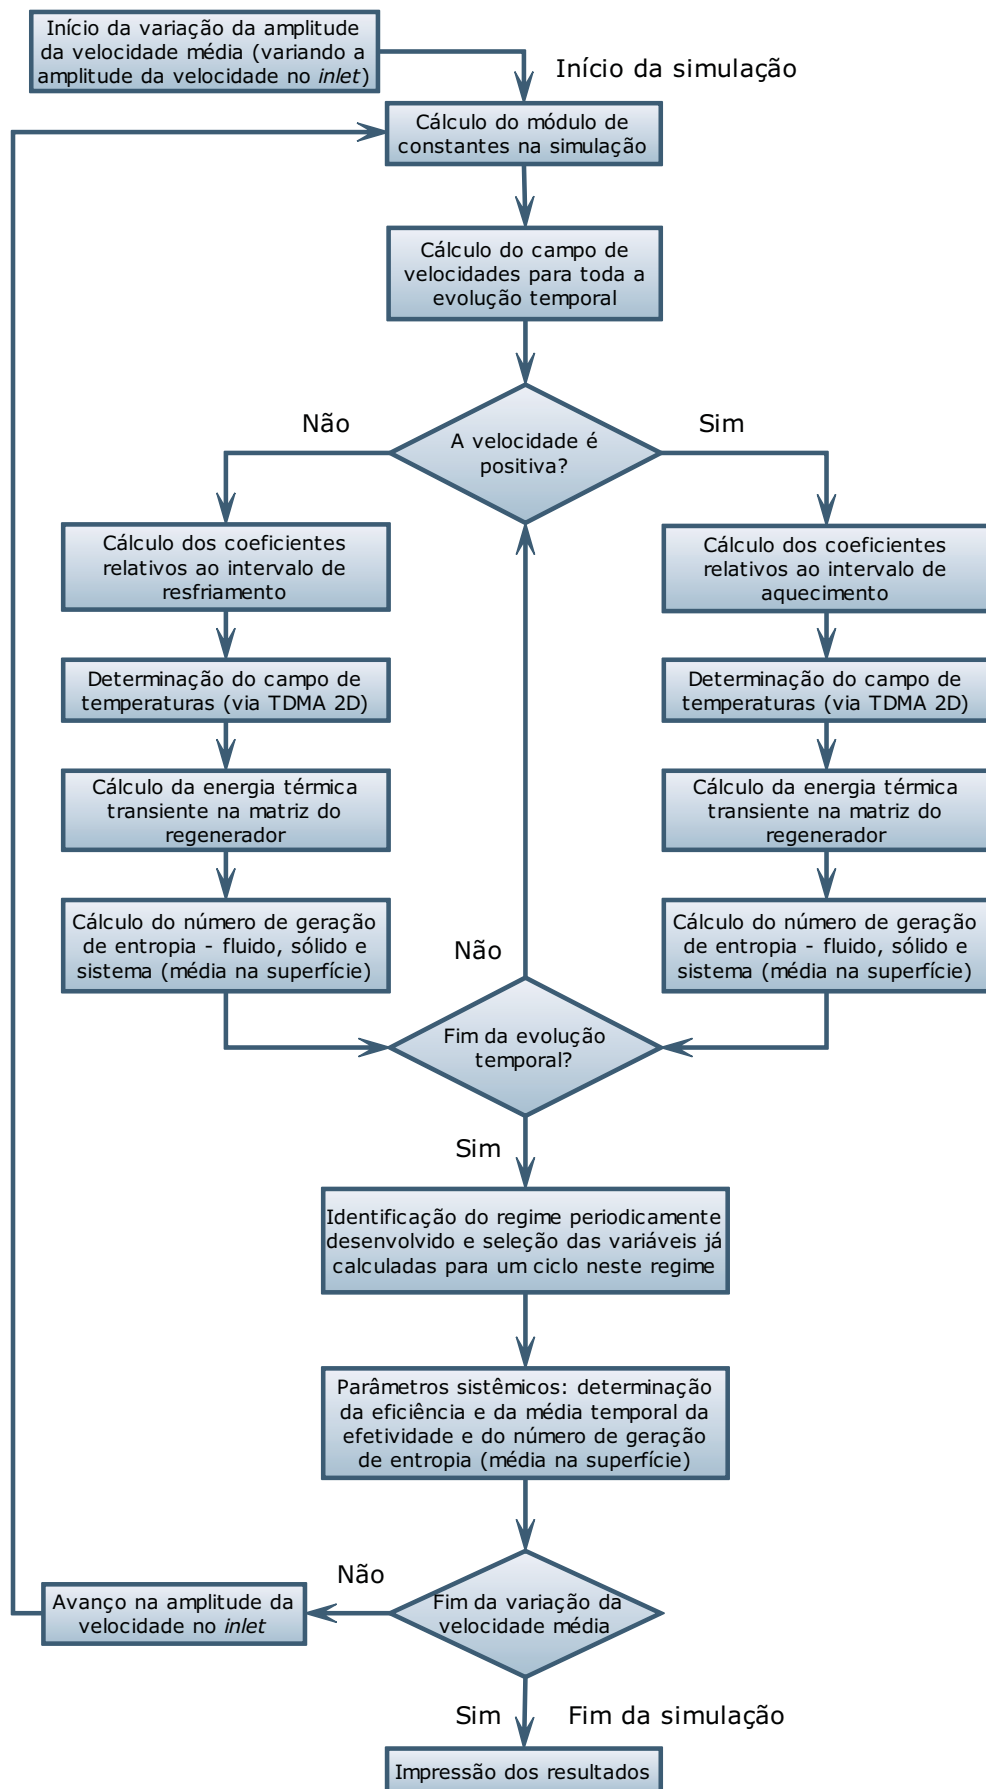 Início da variação da amplitude
da velocidade média (variando a
amplitude da velocidade no inlet)
Início da simulação
Cálculo do módulo de
constantes na simulação
Cálculo do campo de
velocidades para toda a
evolução temporal
Não
Sim
A velocidade é
positiva?
Cálculo dos coeficientes
relativos ao intervalo de
resfriamento
Cálculo dos coeficientes
relativos ao intervalo de
aquecimento
Determinação do campo de
temperaturas (via TDMA 2D)
Determinação do campo de
temperaturas (via TDMA 2D)
Cálculo da energia térmica
transiente na matriz do
regenerador
Cálculo da energia térmica
transiente na matriz do
regenerador
Cálculo do número de geração
de entropia - fluido, sólido e
sistema (média na superfície)
Cálculo do número de geração
de entropia - fluido, sólido e
sistema (média na superfície)
Não
Fim da evolução
temporal?
Sim
Identificação do regime periodicamente
desenvolvido e seleção das variáveis já
calculadas para um ciclo neste regime
Parâmetros sistêmicos: determinação
da eficiência e da média temporal da
efetividade e do número de geração
de entropia (média na superfície)
Não
Avanço na amplitude da
velocidade no inlet
Fim da variação da
velocidade média
Sim
Fim da simulação
Impressão dos resultados